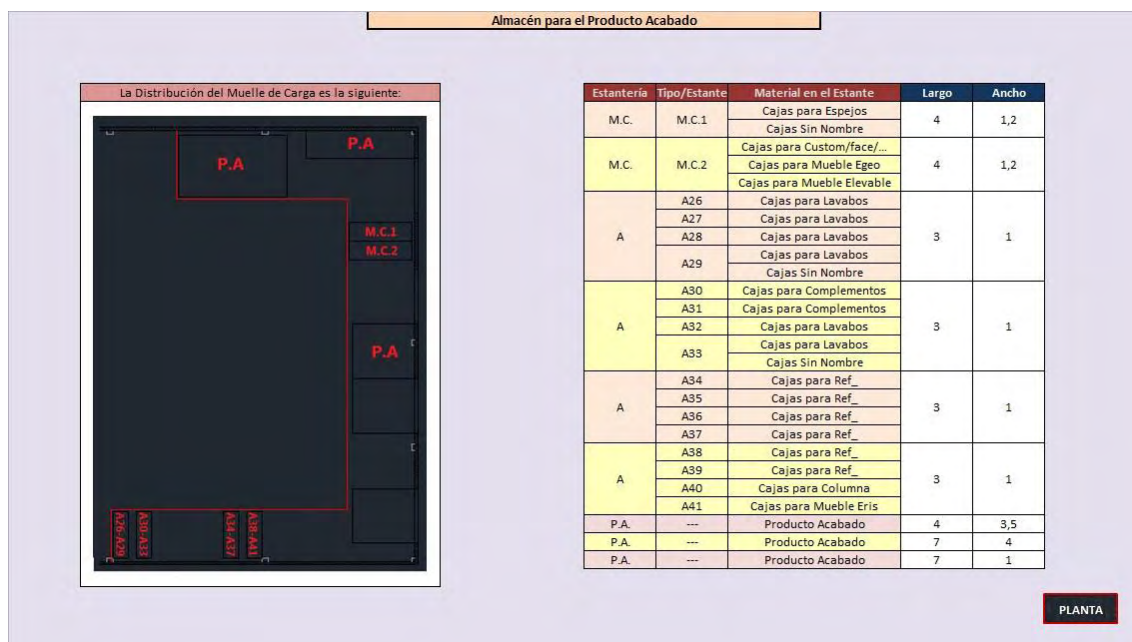 Almacén para el Producto Acabado
La Distribución del Muelle de Carga es la siguiente:
P.A
P.A
M.C.1
M.C.2
P.A
A26-A29
A30-A33
A34-A37
A38-A41
Estantería Tipo/Estante Material en el Estante Largo Ancho
M.C. M.C.1 Cajas para Espejos 4 1,2
Cajas Sin Nombre
Cajas para Custom/face/...
M.C. M.C.2 Cajas para Mueble Egeo 4 1,2
Cajas para Mueble Elevable
A26 Cajas para Lavabos
A27 Cajas para Lavabos
A A28 Cajas para Lavabos 3 1
A29 Cajas para Lavabos
Cajas Sin Nombre
A30 Cajas para Complementos
A31 Cajas para Complementos
A A32 Cajas para Lavabos 3 1
A33 Cajas para Lavabos
Cajas Sin Nombre
A34 Cajas para Ref_
A35 Cajas para Ref_
A 3 1
A36 Cajas para Ref_
A37 Cajas para Ref_
A38 Cajas para Ref_
A39 Cajas para Ref_
A 3 1
A40 Cajas para Columna
A41 Cajas para Mueble Eris
P.A. --- Producto Acabado 4 3,5
P.A. --- Producto Acabado 7 4
P.A. --- Producto Acabado 7 1
PLANTA